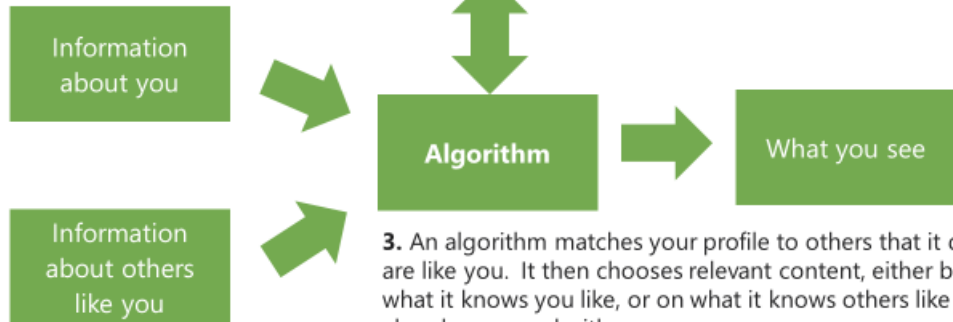 Information
about you
Algorithm
What you see
Information
about others
like you
3. An algorithm matches your profile to others that it
are like you. It then chooses relevant content, either
what it knows you like, or on what it knows others like